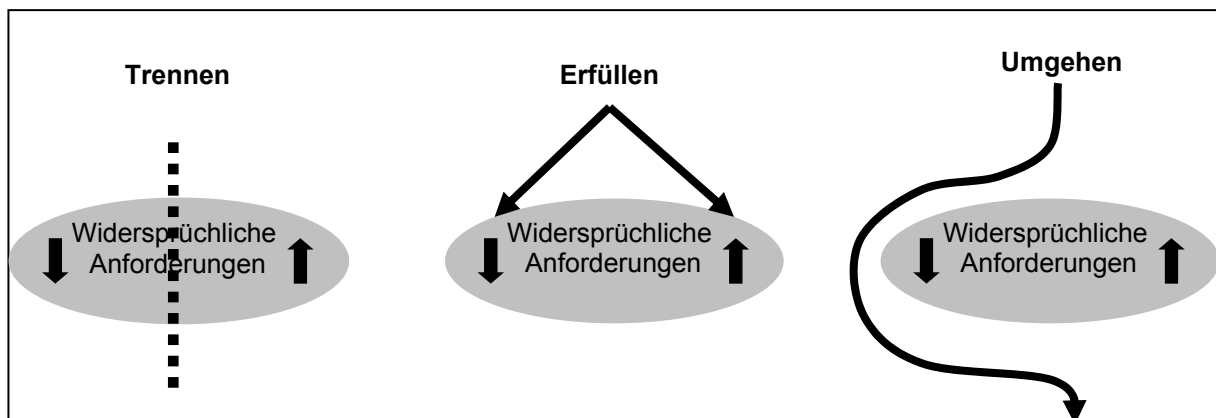 Trennen
Erfüllen
Umgehen
Widersprüchliche
Anforderungen
Widersprüchliche
Anforderungen
Widersprüchliche
Anforderungen